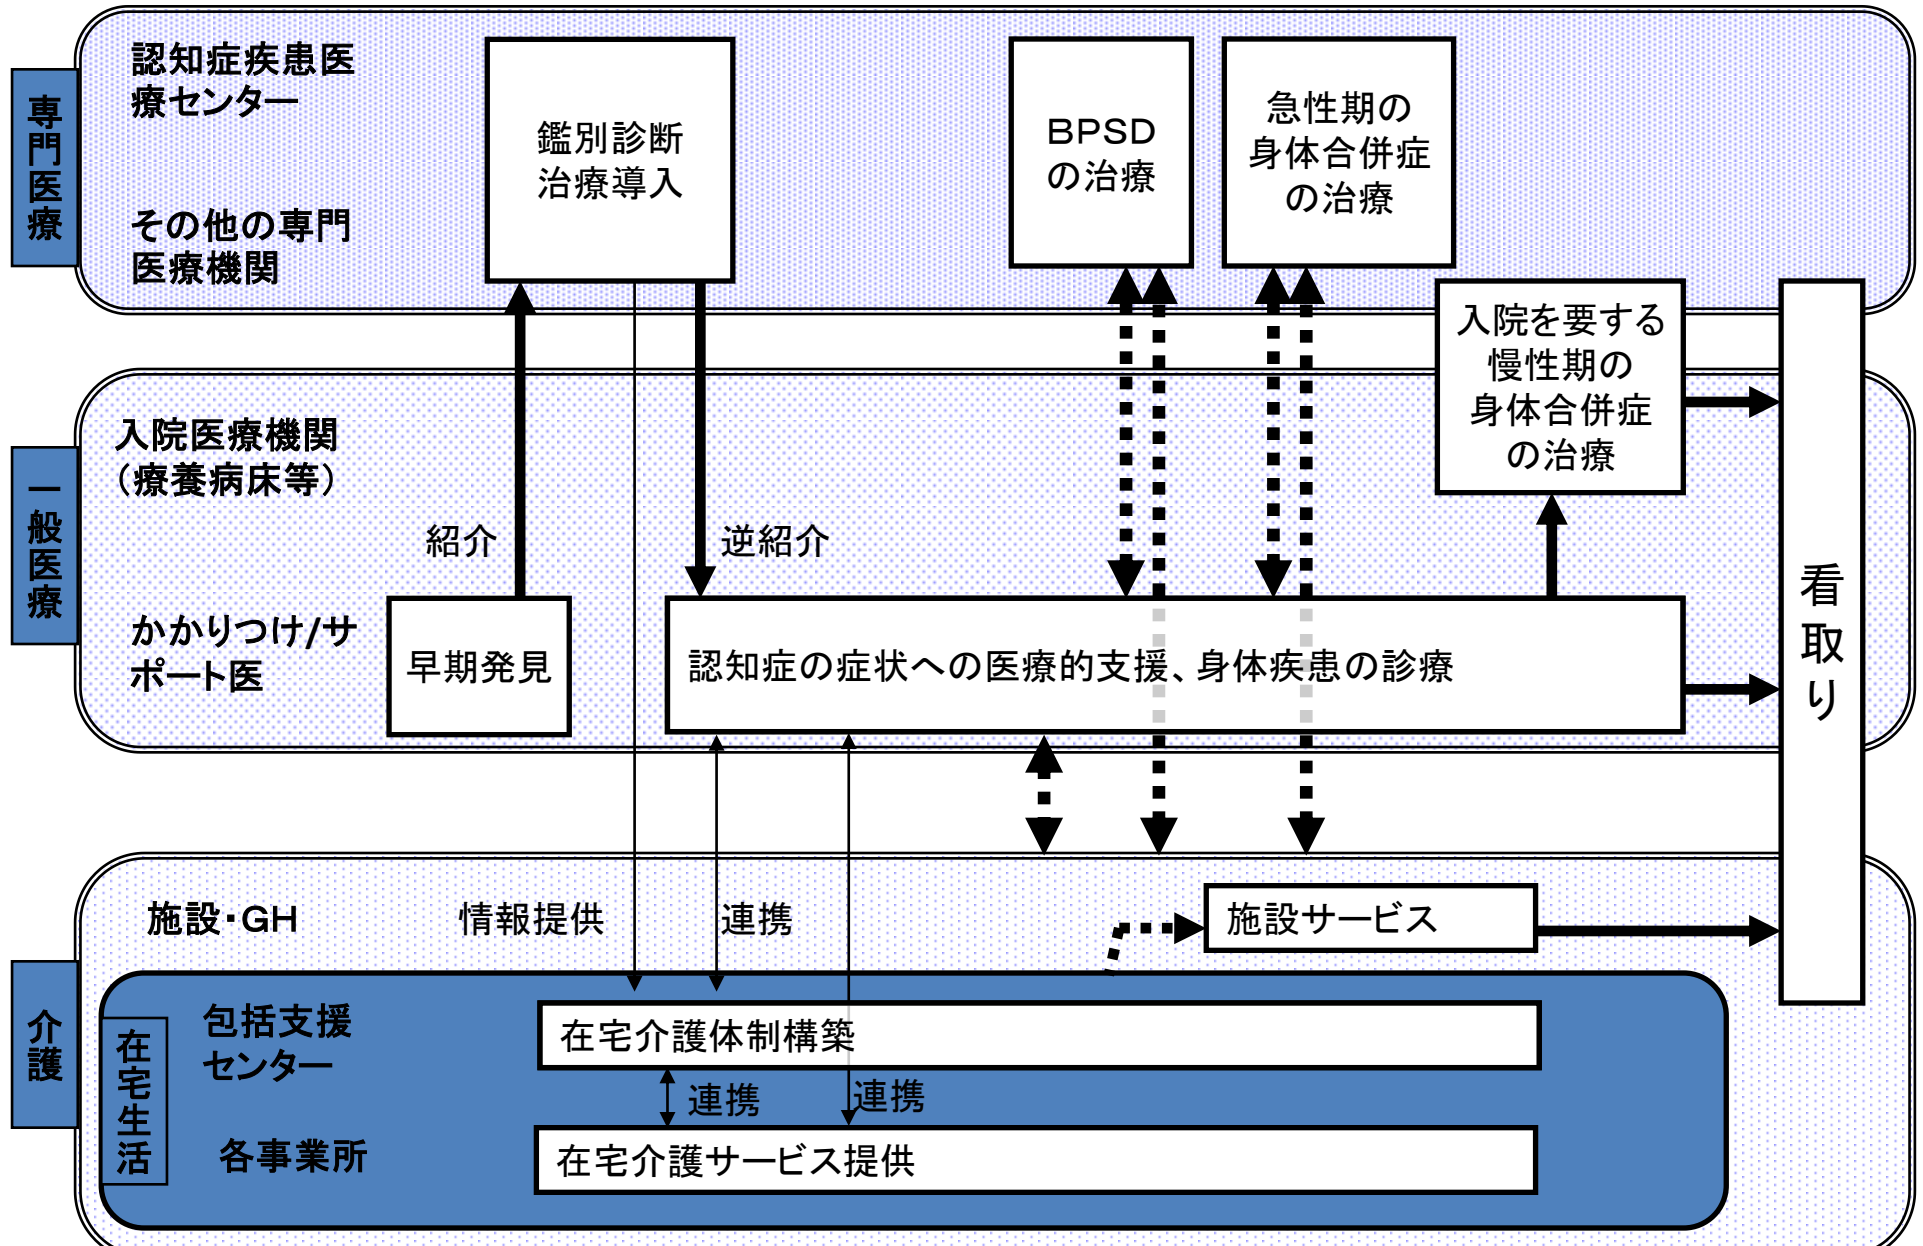 専門医療
認知症疾患医
療センター
その他の専門
医療機関
鑑別診断
治療導入
BPSD
の治療
急性期の
身体合併症
の治療
入院を要する
慢性期の
身体合併症
の治療
一般医療
入院医療機関
(療養病床等)
紹介
逆紹介
かかりつけ/サ
ポート医
早期発見
認知症の症状への医療的支援、身体疾患の診療
看取り
介護
施設・GH
情報提供
連携
施設サービス
在宅生活
包括支援
センター
在宅介護体制構築
連携
連携
各事業所
在宅介護サービス提供